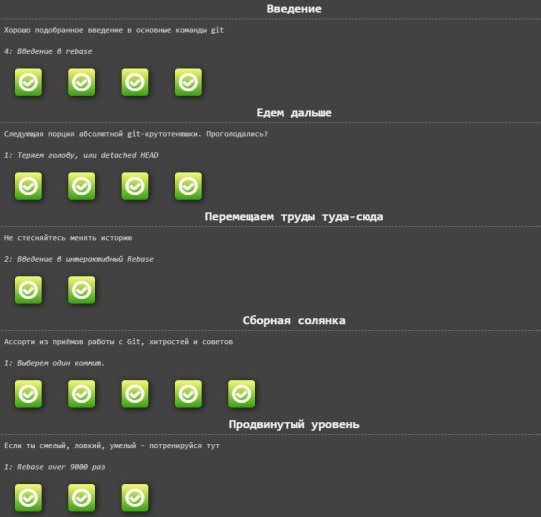 Введение
Хорошо подобранное введение в основные команды git
4: Введение в rebase
Едем дальше
Следующая порция абсолютной git-крутотенюшки. Проголодались?
1: Теряем голову, или detached HEAD
Перемещаем труды туда-сюда
Не стесняйтесь менять историю
2: Введение в интерактивный Rebase
Сборная солянка
Ассорти из приёмов работы с Git, хитростей и советов
1: Выберем один коммит.
Продвинутый уровень
Если ты смелый, ловкий, умелый – потренируйся тут
1: Rebase over 9000 раз